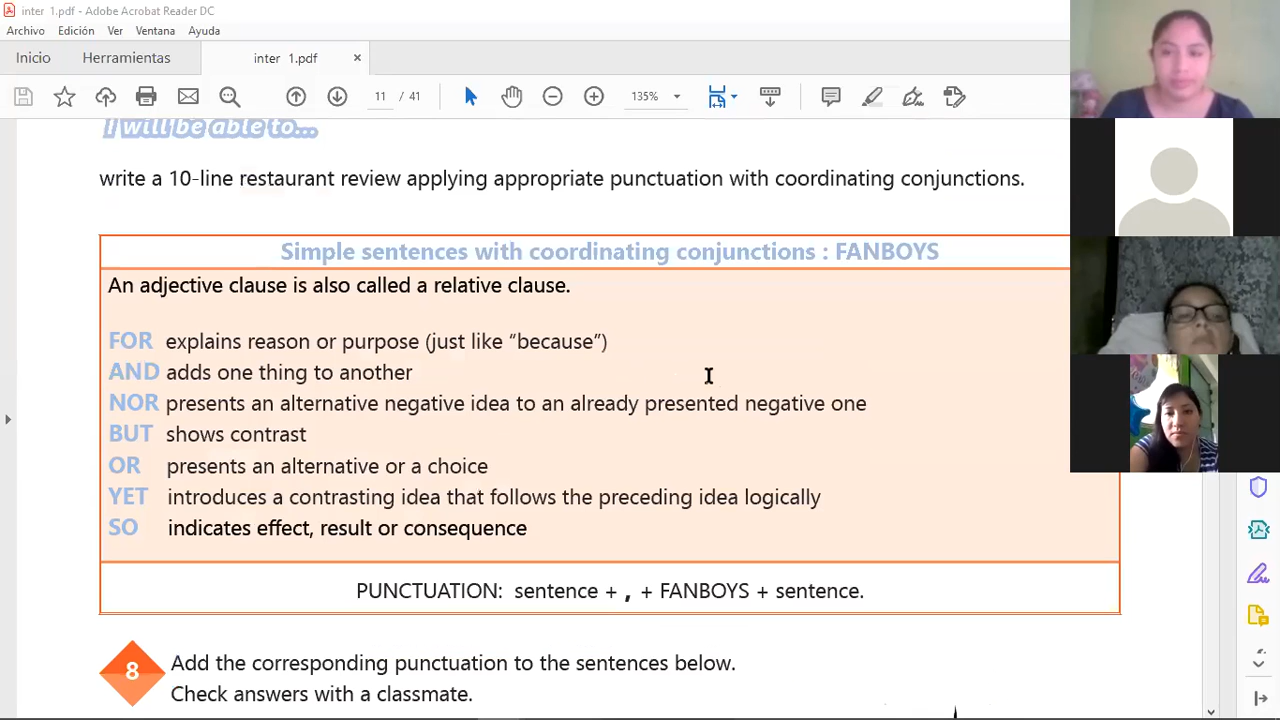 inter 1.pdf - Adobe Acrobat Reader DC
Archivo Edición Ver Ventana Ayuda
Inicio Herramientas inter 1.pdf ×
11 / 41 135%
I will be able to...
write a 10-line restaurant review applying appropriate punctuation with coordinating conjunctions.
Simple sentences with coordinating conjunctions : FANBOYS
An adjective clause is also called a relative clause.
FOR explains reason or purpose (just like “because”)
AND adds one thing to another
NOR presents an alternative negative idea to an already presented negative one
BUT shows contrast
OR presents an alternative or a choice
YET introduces a contrasting idea that follows the preceding idea logically
SO indicates effect, result or consequence
PUNCTUATION: sentence + , + FANBOYS + sentence.
8 Add the corresponding punctuation to the sentences below.
Check answers with a classmate.